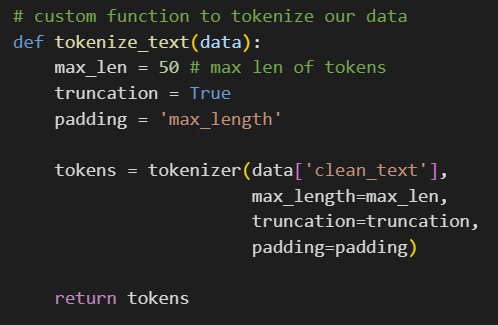 # custom function to tokenize our data
def tokenize_text(data):
    max_len = 50 # max len of tokens
    truncation = True
    padding = 'max_length'

    tokens = tokenizer(data['clean_text'],
                       max_length=max_len,
                       truncation=truncation,
                       padding=padding)

    return tokens